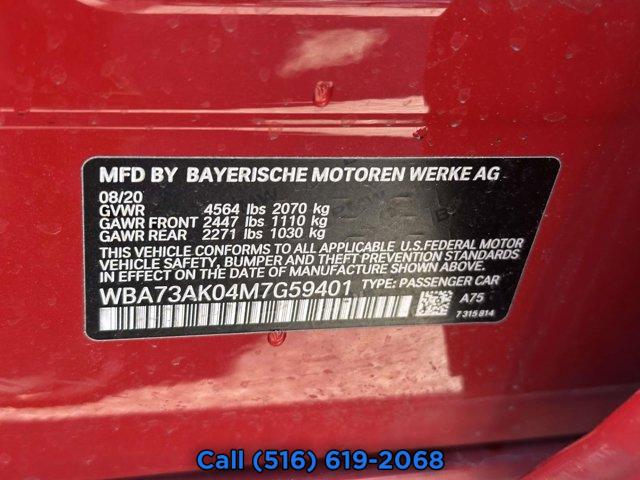 MFD BY BAYERISCHE MOTOREN WERKE AG
08/20
GVWR 4564 lbs 2070 kg
GAWR FRONT 2447 lbs 1110 kg
GAWR REAR 2271 lbs 1030 kg
THIS VEHICLE CONFORMS TO ALL APPLICABLE U.S.FEDERAL MOTOR
VEHICLE SAFETY, BUMPER AND THEFT PREVENTION STANDARDS
IN EFFECT ON THE DATE OF MANUFACTURE SHOWN ABOVE.
WBA73AK04M7G59401 TYPE: PASSENGER CAR
A75
7315814
Call (516) 619-2068